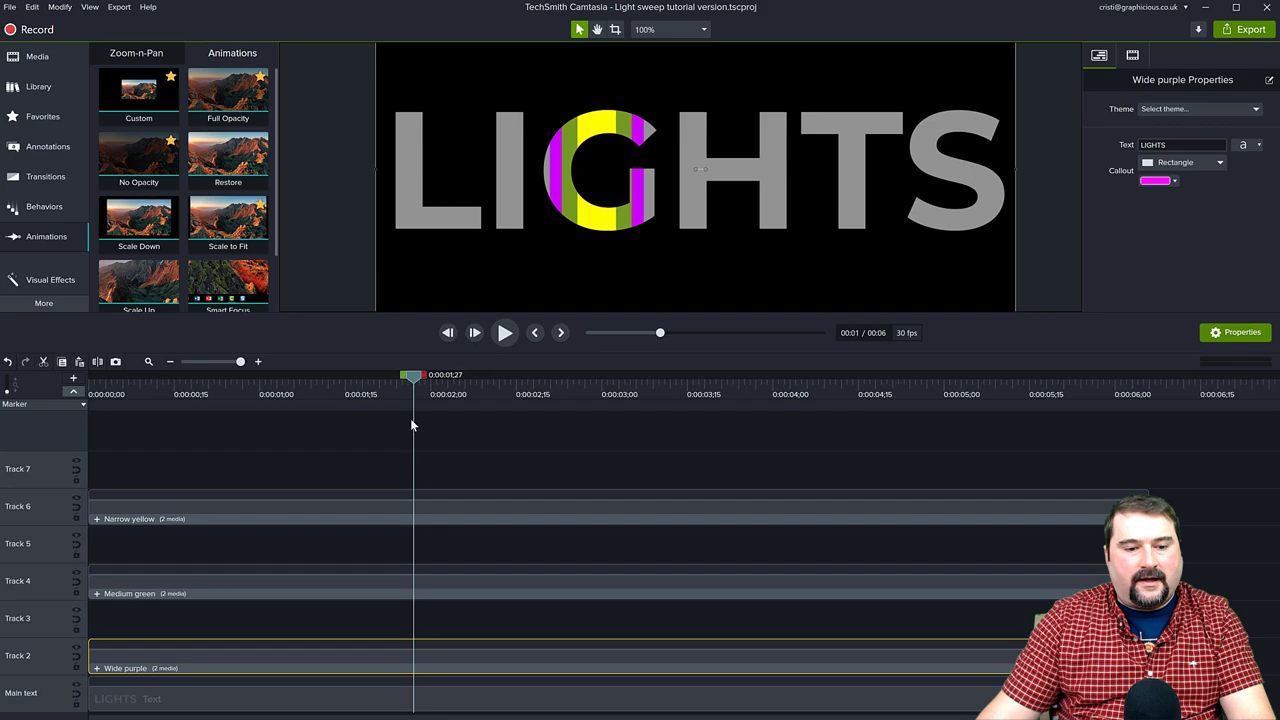 File Edit Modify View Export Help
TechSmith Camtasia - Light sweep tutorial version.tscproj
cristi@graphicious.co.uk
Record
100%
Export
Media
Library
Favorites
Annotations
Transitions
Behaviors
Animations
Visual Effects
More
Zoom-n-Pan
Animations
Custom
Full Opacity
No Opacity
Restore
Scale Down
Scale to Fit
Scale Up
Smart Focus
LIGHTS
Wide purple Properties
Theme
Select theme...
Text
LIGHTS
a
Callout
Rectangle
00:01 / 00:06
30 fps
Properties
0:00:01;27
0:00:00;00
0:00:00;15
0:00:01;00
0:00:01;15
0:00:02;00
0:00:02;15
0:00:03;00
0:00:03;15
0:00:04;00
0:00:04;15
0:00:05;00
0:00:05;15
0:00:06;00
0:00:06;15
Marker
Track 7
Track 6
Narrow yellow (2 media)
Track 5
Track 4
Medium green (2 media)
Track 3
Track 2
Wide purple (2 media)
Main text
LIGHTS Text